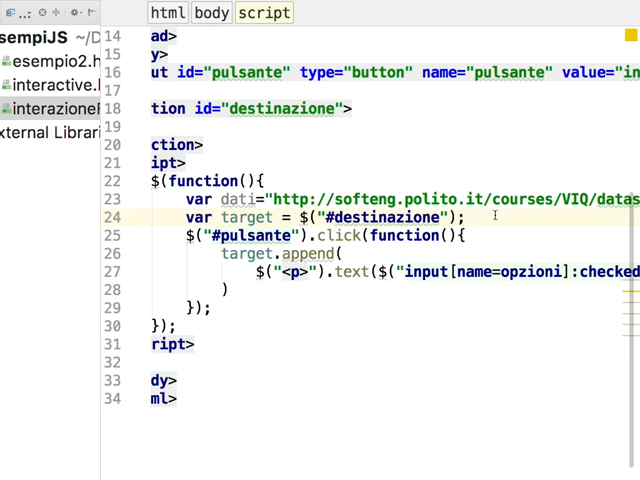 html body script
sempiJS ~/D
esempio2.h
interactive.l
interazioneF
xternal Librari
14 ad>
15 y>
16 ut id="pulsante" type="button" name="pulsante" value="in
17
18 tion id="destinazione">
19
20 ction>
21 ipt>
22 $(function(){
23 var dati="http://softeng.polito.it/courses/VIQ/datas
24 var target = $("#destinazione");
25 $("#pulsante").click(function(){
26 target.append(
27 $("<p>").text($("input[name=opzioni]:checked
28 )
29 });
30 });
31 ript>
32
33 dy>
34 ml>